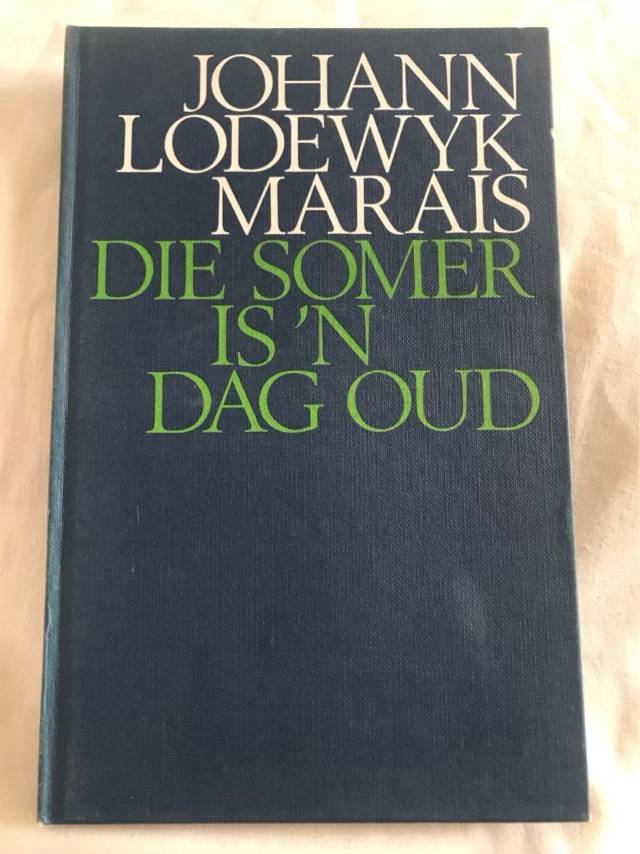 JOHANN
LODEWYK
MARAIS
DIE SOMER
IS 'N
DAG OUD